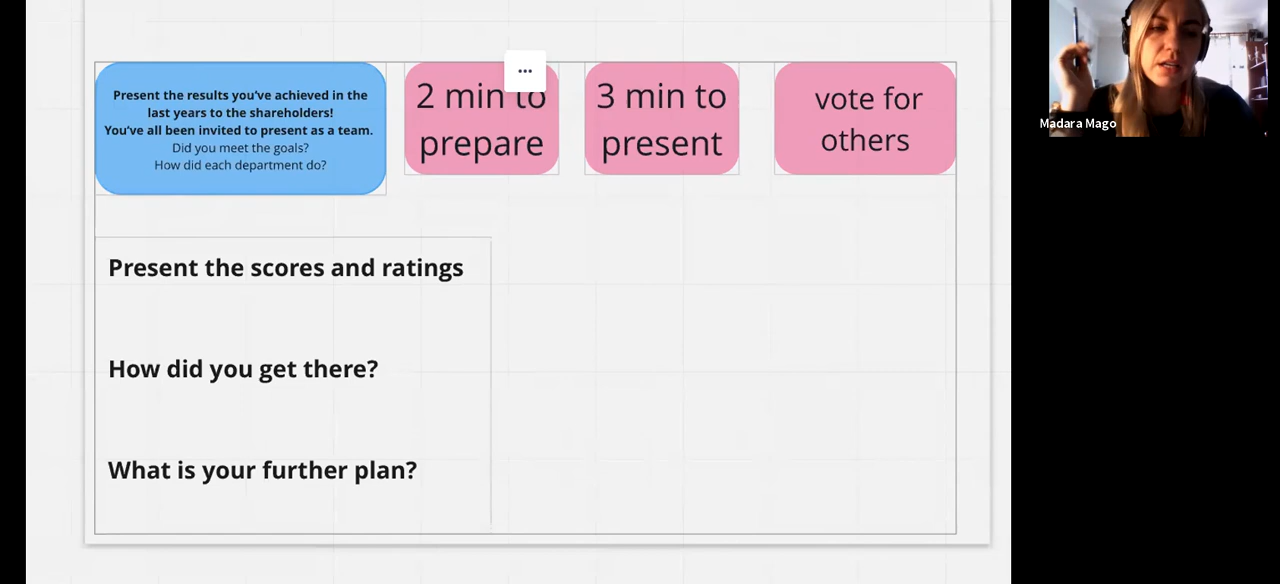 Present the results you've achieved in the
last years to the shareholders!
You've all been invited to present as a team.
Did you meet the goals?
How did each department do?
2 min to
prepare
3 min to
present
vote for
others
Madara Mago
Present the scores and ratings
How did you get there?
What is your further plan?